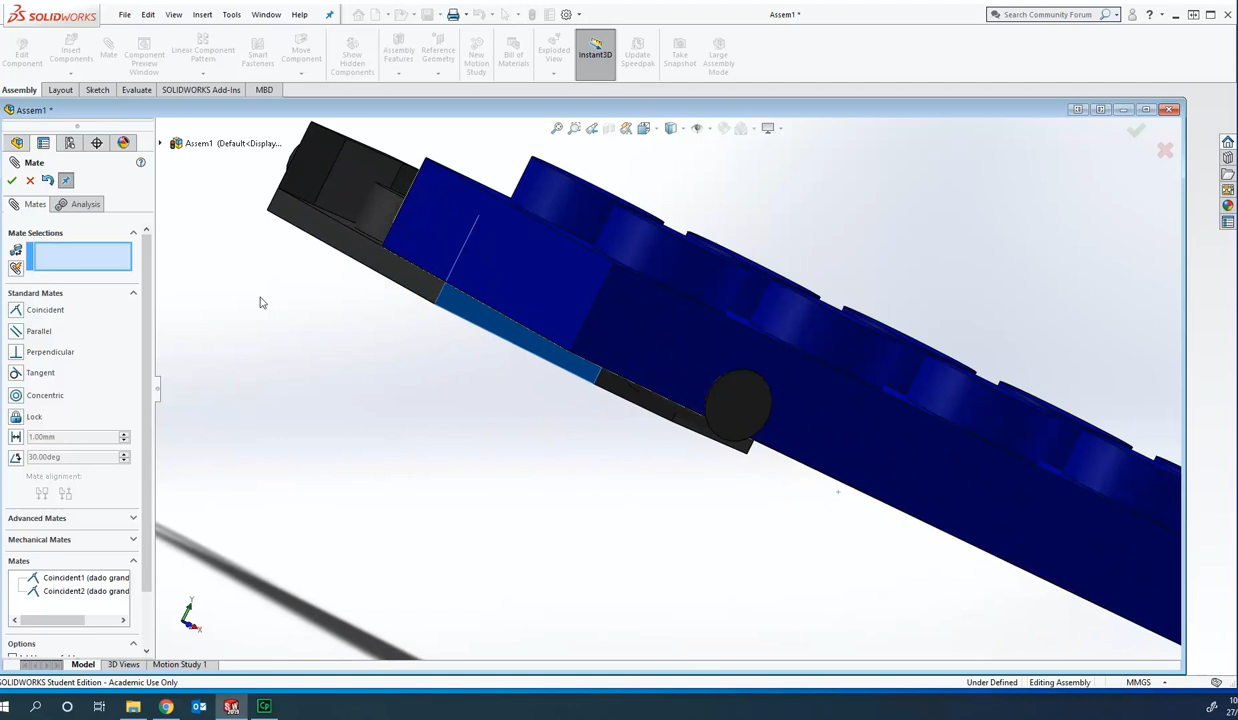 SOLIDWORKS
File Edit View Insert Tools Window Help
Assem1 *
Search Community Forum
Edit Component
Insert Components
Mate
Component Preview Window
Linear Component Pattern
Smart Fasteners
Move Component
Show Hidden Components
Assembly Features
Reference Geometry
New Motion Study
Bill of Materials
Exploded View
Instant3D
Update Speedpak
Take Snapshot
Large Assembly Mode
Assembly Layout Sketch Evaluate SOLIDWORKS Add-Ins MBD
Assem1 *
Assem1 (Default<Display...
Mate
Mates Analysis
Mate Selections
Standard Mates
Coincident
Parallel
Perpendicular
Tangent
Concentric
Lock
1.00mm
30.00deg
Mate alignment:
Advanced Mates
Mechanical Mates
Mates
Coincident1 (dado grand
Coincident2 (dado grand
Options
Y
X
Model 3D Views Motion Study 1
SOLIDWORKS Student Edition - Academic Use Only
Under Defined Editing Assembly MMGS
Cp
10
27/